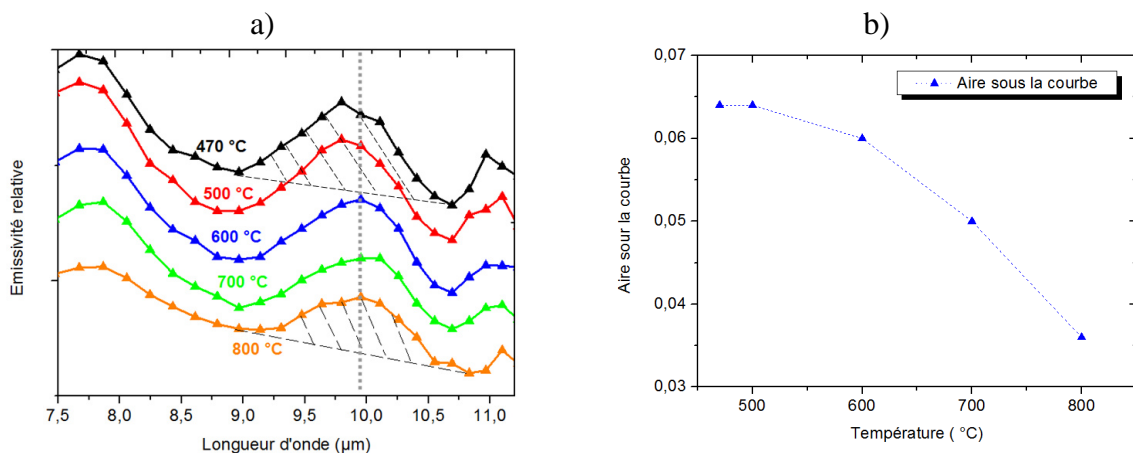 a)
470 °C
500 °C
600 °C
700 °C
800 °C
Emissivité relative
7,5 8,0 8,5 9,0 9,5 10,0 10,5 11,0
Longueur d'onde (µm)
b)
0,07
0,06
0,05
0,04
0,03
Aire sous la courbe
Aire sour la courbe
500 600 700 800
Température ( °C)